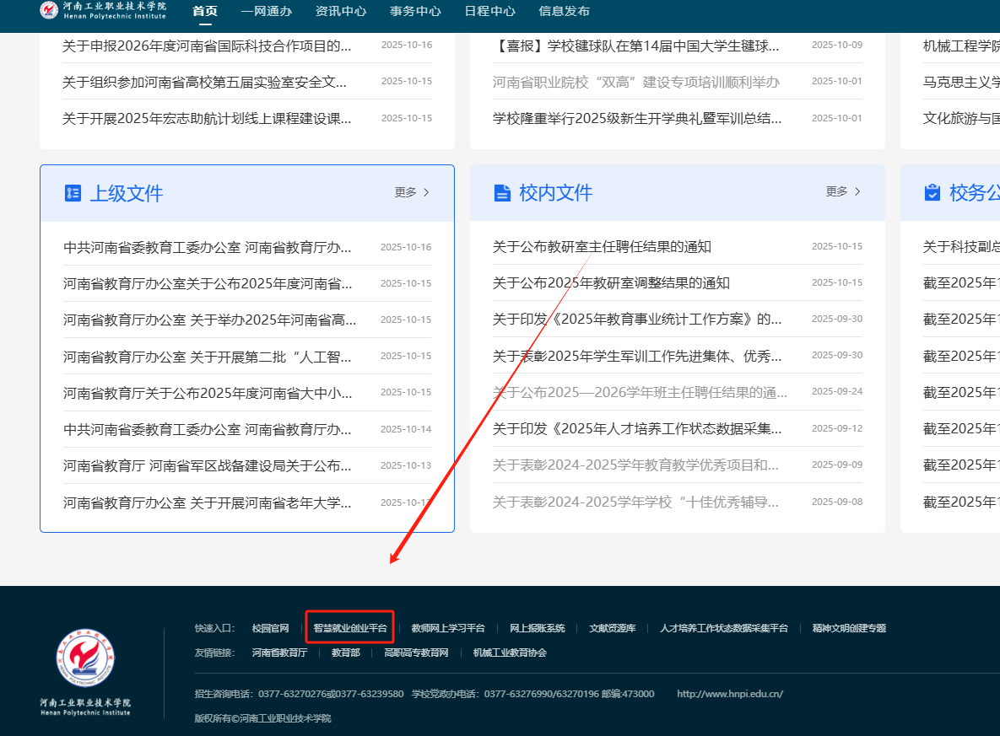 河南工业职业技术学院
Henan Polytechnic Institute
首页 一网通办 资讯中心 事务中心 日程中心 信息发布
关于申报2026年度河南省国际科技合作项目的... 2025-10-16
关于组织参加河南省高校第五届实验室安全文... 2025-10-15
关于开展2025年宏志助航计划线上课程建设课... 2025-10-15
【喜报】学校毽球队在第14届中国大学生毽球... 2025-10-09
河南省职业院校“双高”建设专项培训顺利举办 2025-10-01
学校隆重举行2025级新生开学典礼暨军训总结... 2025-10-01
机械工程学院
马克思主义学
文化旅游与国
上级文件 更多
中共河南省委教育工委办公室 河南省教育厅办... 2025-10-16
河南省教育厅办公室关于公布2025年度河南省... 2025-10-15
河南省教育厅办公室 关于举办2025年河南省高... 2025-10-15
河南省教育厅办公室 关于开展第二批“人工智... 2025-10-15
河南省教育厅关于公布2025年度河南省大中小... 2025-10-15
中共河南省委教育工委办公室 河南省教育厅办... 2025-10-14
河南省教育厅 河南省军区战备建设局关于公布... 2025-10-13
河南省教育厅办公室 关于开展河南省老年大学... 2025-10-13
校内文件 更多
关于公布教研室主任聘任结果的通知 2025-10-15
关于公布2025年教研室调整结果的通知 2025-10-15
关于印发《2025年教育事业统计工作方案》的... 2025-09-30
关于表彰2025年学生军训工作先进集体、优秀... 2025-09-30
关于公布2025—2026学年班主任聘任结果的通... 2025-09-24
关于印发《2025年人才培养工作状态数据采集... 2025-09-12
关于表彰2024-2025学年教育教学优秀项目和... 2025-09-09
关于表彰2024-2025学年学校“十佳优秀辅导... 2025-09-08
校务公
关于科技副总
截至2025年1
截至2025年1
截至2025年1
截至2025年1
截至2025年1
截至2025年1
截至2025年1
河南工业职业技术学院
Henan Polytechnic Institute
快速入口: 校园官网 智慧就业创业平台 教师网上学习平台 网上报账系统 文献资源库 人才培养工作状态数据采集平台 精神文明创建专题
友情链接: 河南省教育厅 教育部 高职高专教育网 机械工业教育协会
招生咨询电话：0377-63270276或0377-63239580 学校党政办电话：0377-63276990/63270196 邮编:473000 http://www.hnpi.edu.cn/
版权所有©河南工业职业技术学院